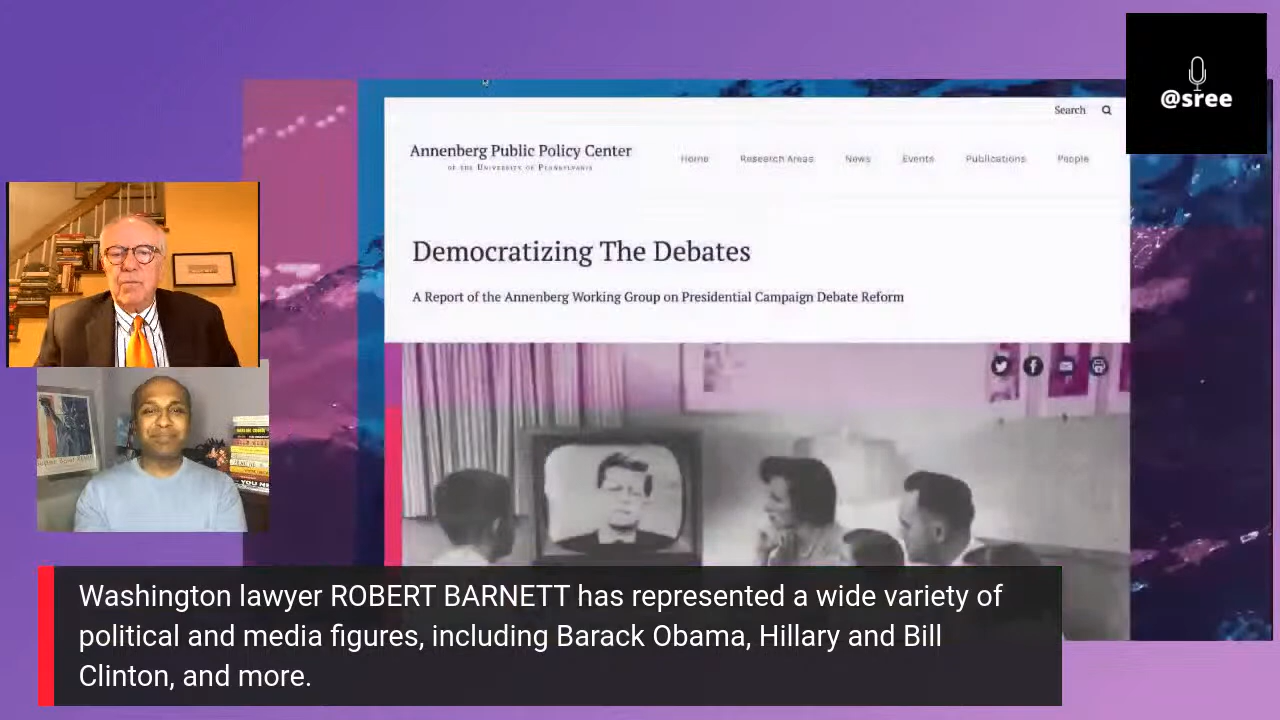 @sree
Search
Annenberg Public Policy Center
OF THE UNIVERSITY OF PENNSYLVANIA
Home Research Areas News Events Publications People
Democratizing The Debates
A Report of the Annenberg Working Group on Presidential Campaign Debate Reform
Washington lawyer ROBERT BARNETT has represented a wide variety of
political and media figures, including Barack Obama, Hillary and Bill
Clinton, and more.